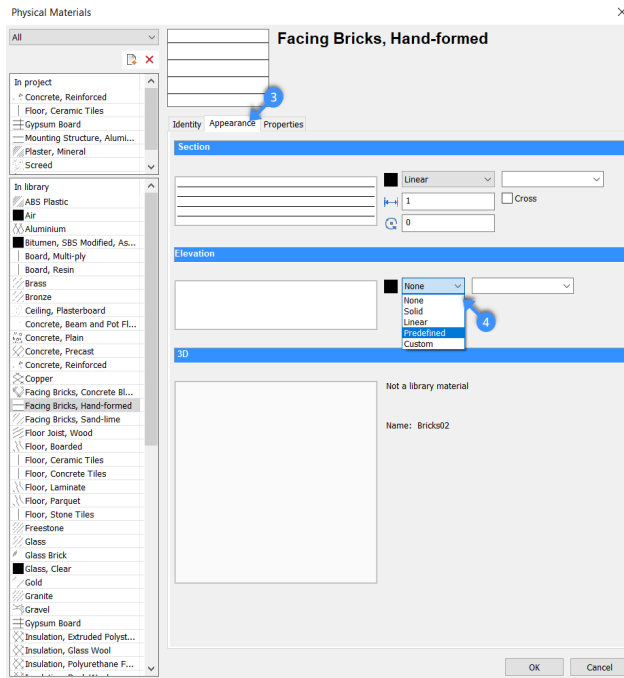 Physical Materials
All
In project
Concrete, Reinforced
Floor, Ceramic Tiles
Gypsum Board
Mounting Structure, Alumi...
Plaster, Mineral
Screed
In library
ABS Plastic
Air
Aluminium
Bitumen, SBS Modified, As...
Board, Multi-ply
Board, Resin
Brass
Bronze
Ceiling, Plasterboard
Concrete, Beam and Pot Fl...
Concrete, Plain
Concrete, Precast
Concrete, Reinforced
Copper
Facing Bricks, Concrete Bl...
Facing Bricks, Hand-formed
Facing Bricks, Sand-lime
Floor Joist, Wood
Floor, Boarded
Floor, Ceramic Tiles
Floor, Concrete Tiles
Floor, Laminate
Floor, Parquet
Floor, Stone Tiles
Freestone
Glass
Glass Brick
Glass, Clear
Gold
Granite
Gravel
Gypsum Board
Insulation, Extruded Polyst...
Insulation, Glass Wool
Insulation, Polyurethane F...
Facing Bricks, Hand-formed
3
Identity Appearance Properties
Section
Linear
1
Cross
0
Elevation
None
None
Solid
Linear
Predefined
Custom
4
3D
Not a library material
Name: Bricks02
OK Cancel